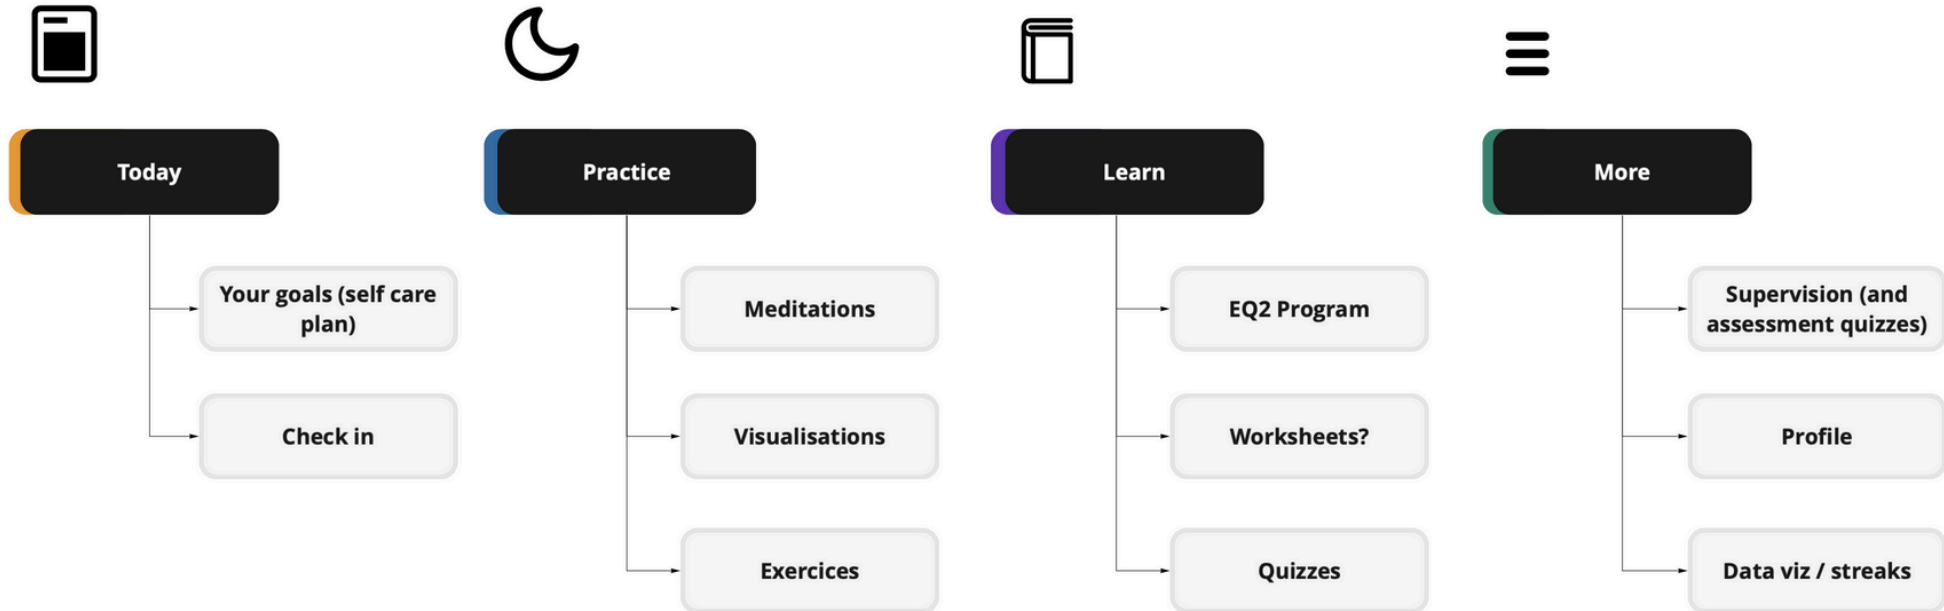 Today
Your goals (self care
plan)
Check in
Practice
Meditations
Visualisations
Exercices
Learn
EQ2 Program
Worksheets?
Quizzes
More
Supervision (and
assessment quizzes)
Profile
Data viz / streaks